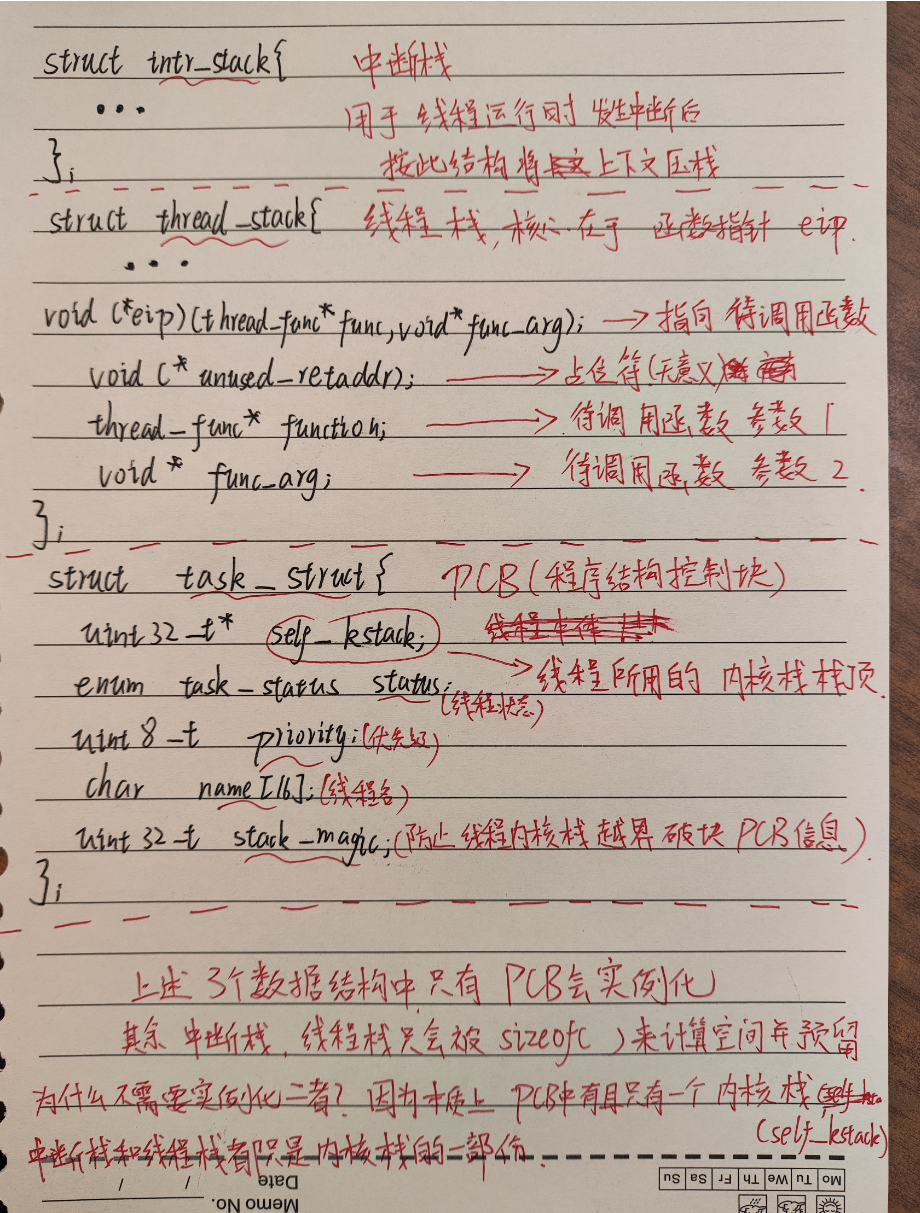 struct intr_stack{ 中断栈
... 用于线程运行时发生中断后
}; 按此结构将上下文压栈
struct thread_stack{ 线程栈,核心在于函数指针 eip.
...
void (*eip)(thread_func* func,void* func_arg); → 指向待调用函数
void (* unused_retaddr); → 占位符(无意义)
thread_func* function; → 待调用函数参数1
void* func_arg; → 待调用函数参数2.
};
struct task_struct{ PCB(程序结构控制块)
uint32_t* self_kstack;
→ 线程所用的内核栈栈顶.
enum task_status status; (线程状态)
uint8_t priority; (优先级)
char name[16]; (线程名)
uint32_t stack_magic; (防止线程内核栈越界破块PCB信息).
};
上述3个数据结构中只有PCB会实例化
其余中断栈,线程栈只会被sizeof( )来计算空间并预留
为什么不需要实例化二者?因为本质上PCB中有且只有一个内核栈
(self_kstack)
中断栈和线程栈都只是内核栈的一部份.
Mo Tu We Th Fr Sa Su
Memo No.
Date / /